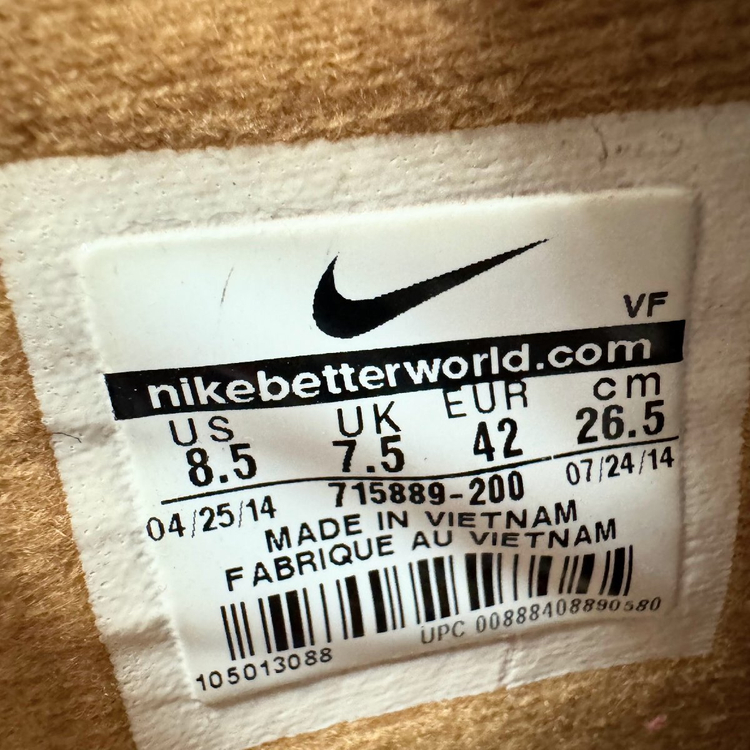 VF
nikebetterworld.com
US UK EUR cm
8.5 7.5 42 26.5
04/25/14 715889-200 07/24/14
MADE IN VIETNAM
FABRIQUE AU VIETNAM
UPC 00888408890580
105013088